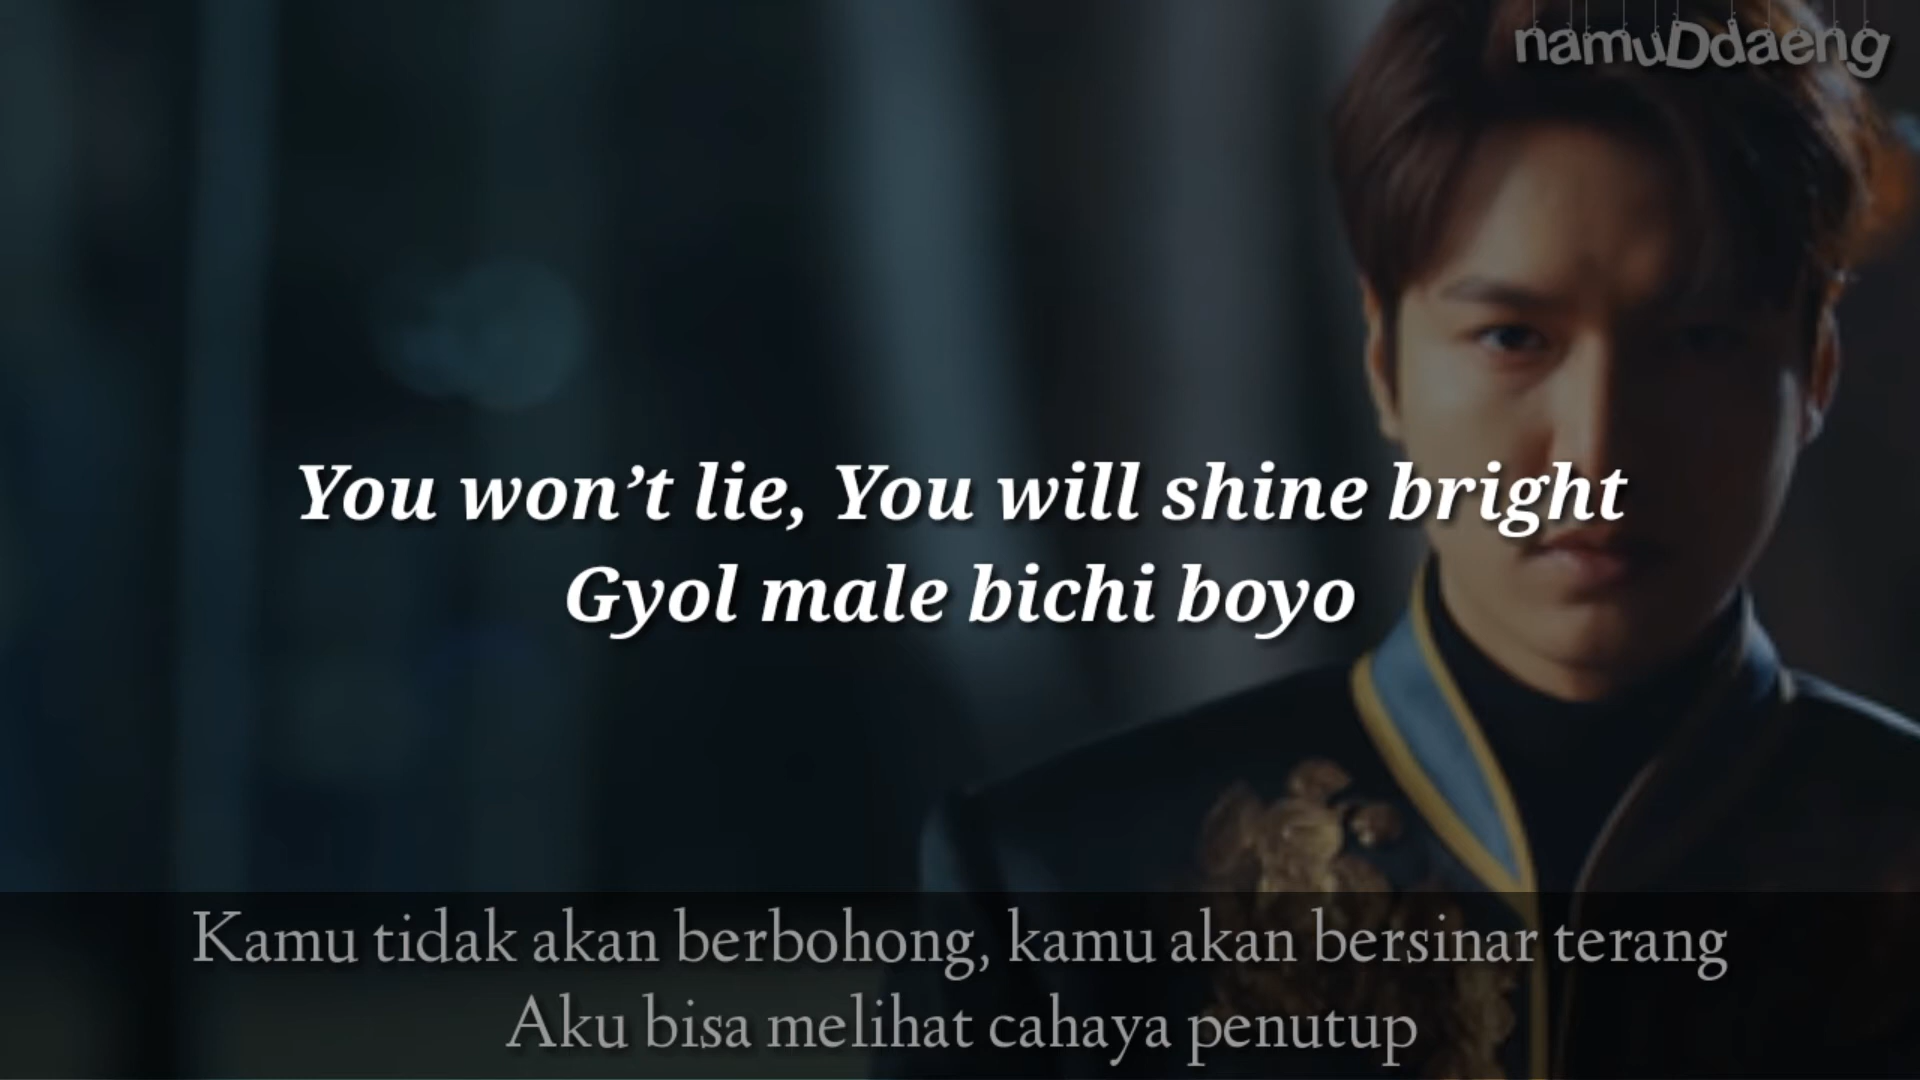 namuDdaeng
You won’t lie, You will shine bright
Gyol male bichi boyo
Kamu tidak akan berbohong, kamu akan bersinar terang
Aku bisa melihat cahaya penutup